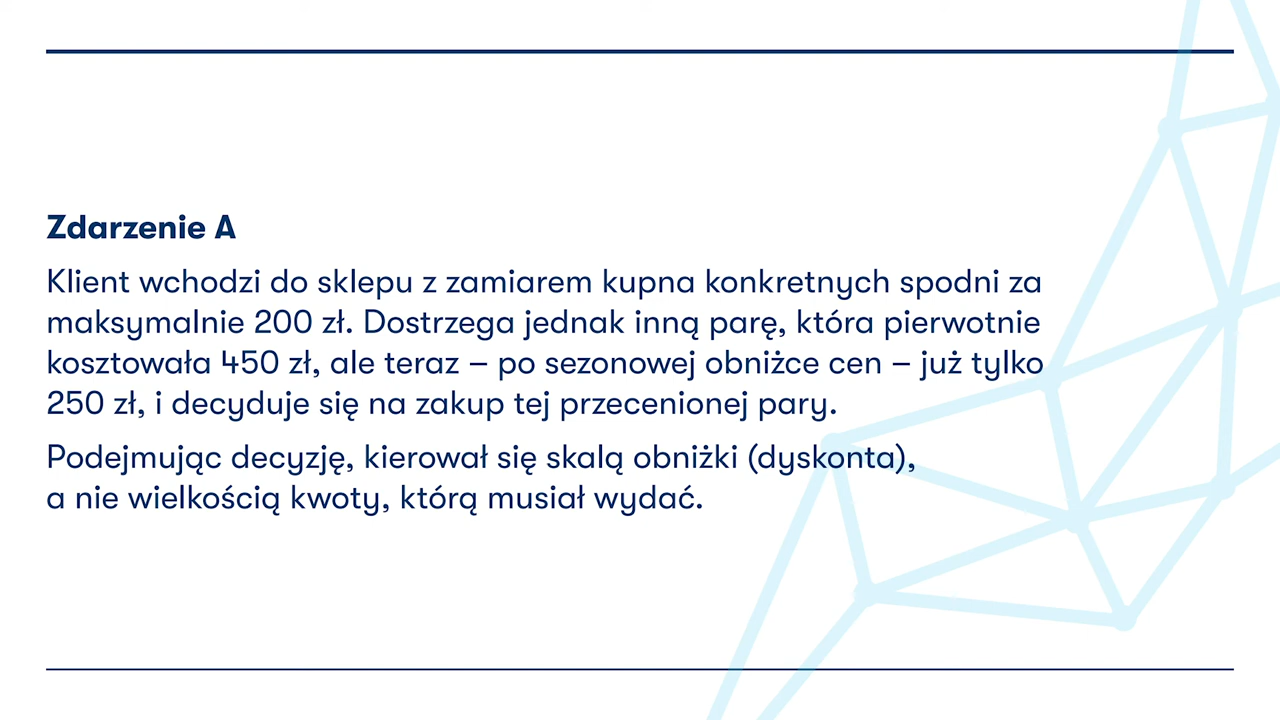 Zdarzenie A
Klient wchodzi do sklepu z zamiarem kupna konkretnych spodni za
maksymalnie 200 zł. Dostrzega jednak inną parę, która pierwotnie
kosztowała 450 zł, ale teraz – po sezonowej obniżce cen – już tylko
250 zł, i decyduje się na zakup tej przecenionej pary.
Podejmując decyzję, kierował się skalą obniżki (dyskonta),
a nie wielkością kwoty, którą musiał wydać.